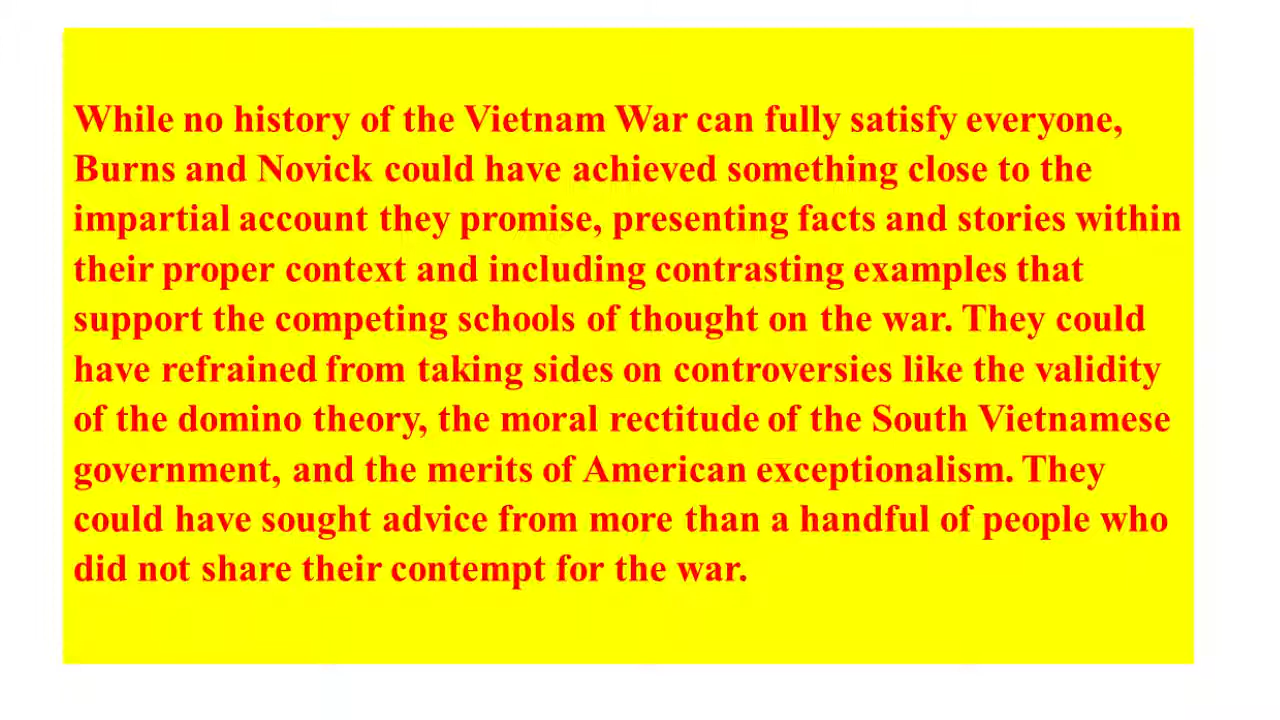 While no history of the Vietnam War can fully satisfy everyone,
Burns and Novick could have achieved something close to the
impartial account they promise, presenting facts and stories within
their proper context and including contrasting examples that
support the competing schools of thought on the war. They could
have refrained from taking sides on controversies like the validity
of the domino theory, the moral rectitude of the South Vietnamese
government, and the merits of American exceptionalism. They
could have sought advice from more than a handful of people who
did not share their contempt for the war.